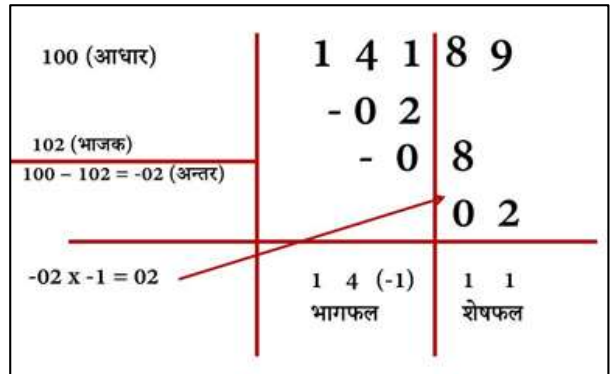 100 (आधार) 1 4 1 8 9
- 0 2
102 (भाजक) - 0 8
100 – 102 = -02 (अन्तर)
0 2
-02 x -1 = 02 1 4 (-1) 1 1
भागफल शेषफल